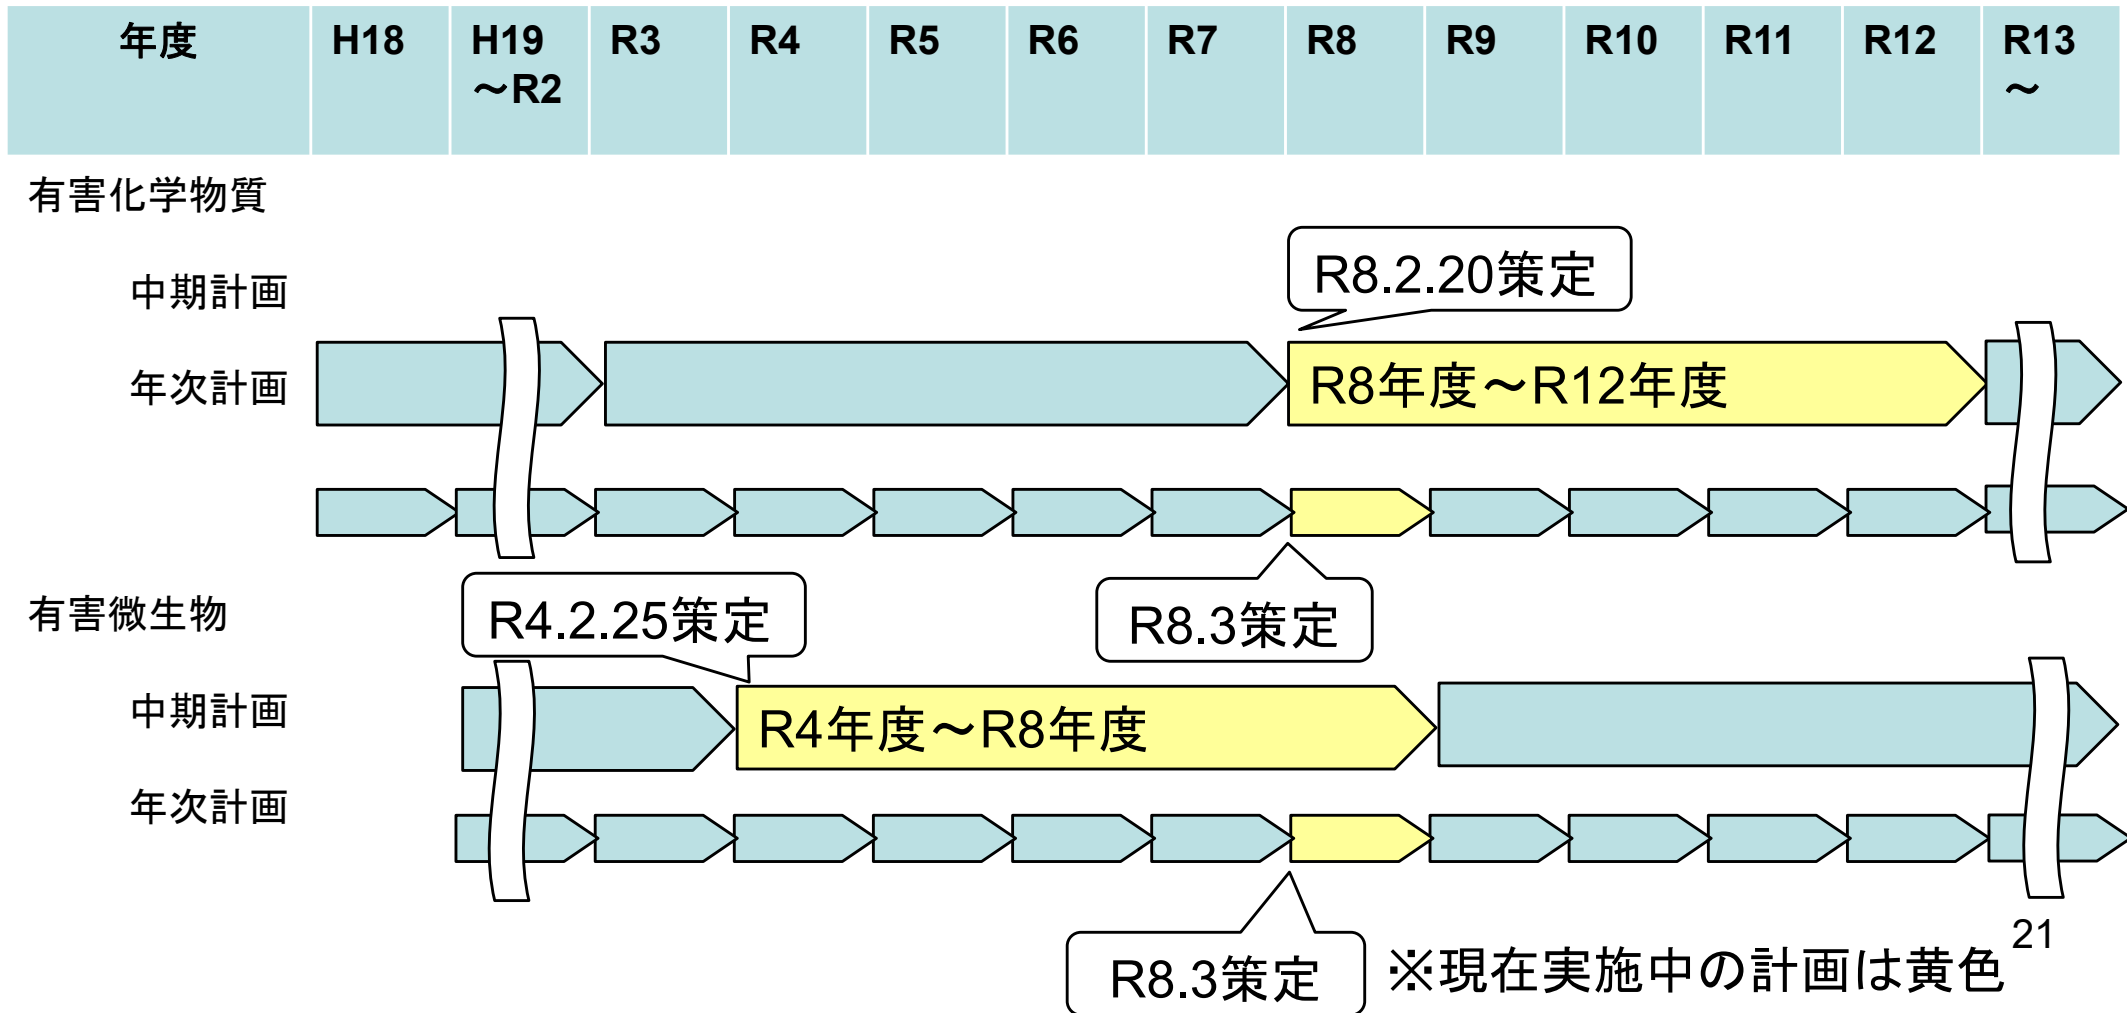 年度 H18 H19 R3 R4 R5 R6 R7 R8 R9 R10 R11 R12 R13
～R2 ～
有害化学物質
R8.2.20策定
中期計画
年次計画
R8年度～R12年度
有害微生物
R4.2.25策定
R8.3策定
中期計画
R4年度～R8年度
年次計画
R8.3策定
※現在実施中の計画は黄色
21